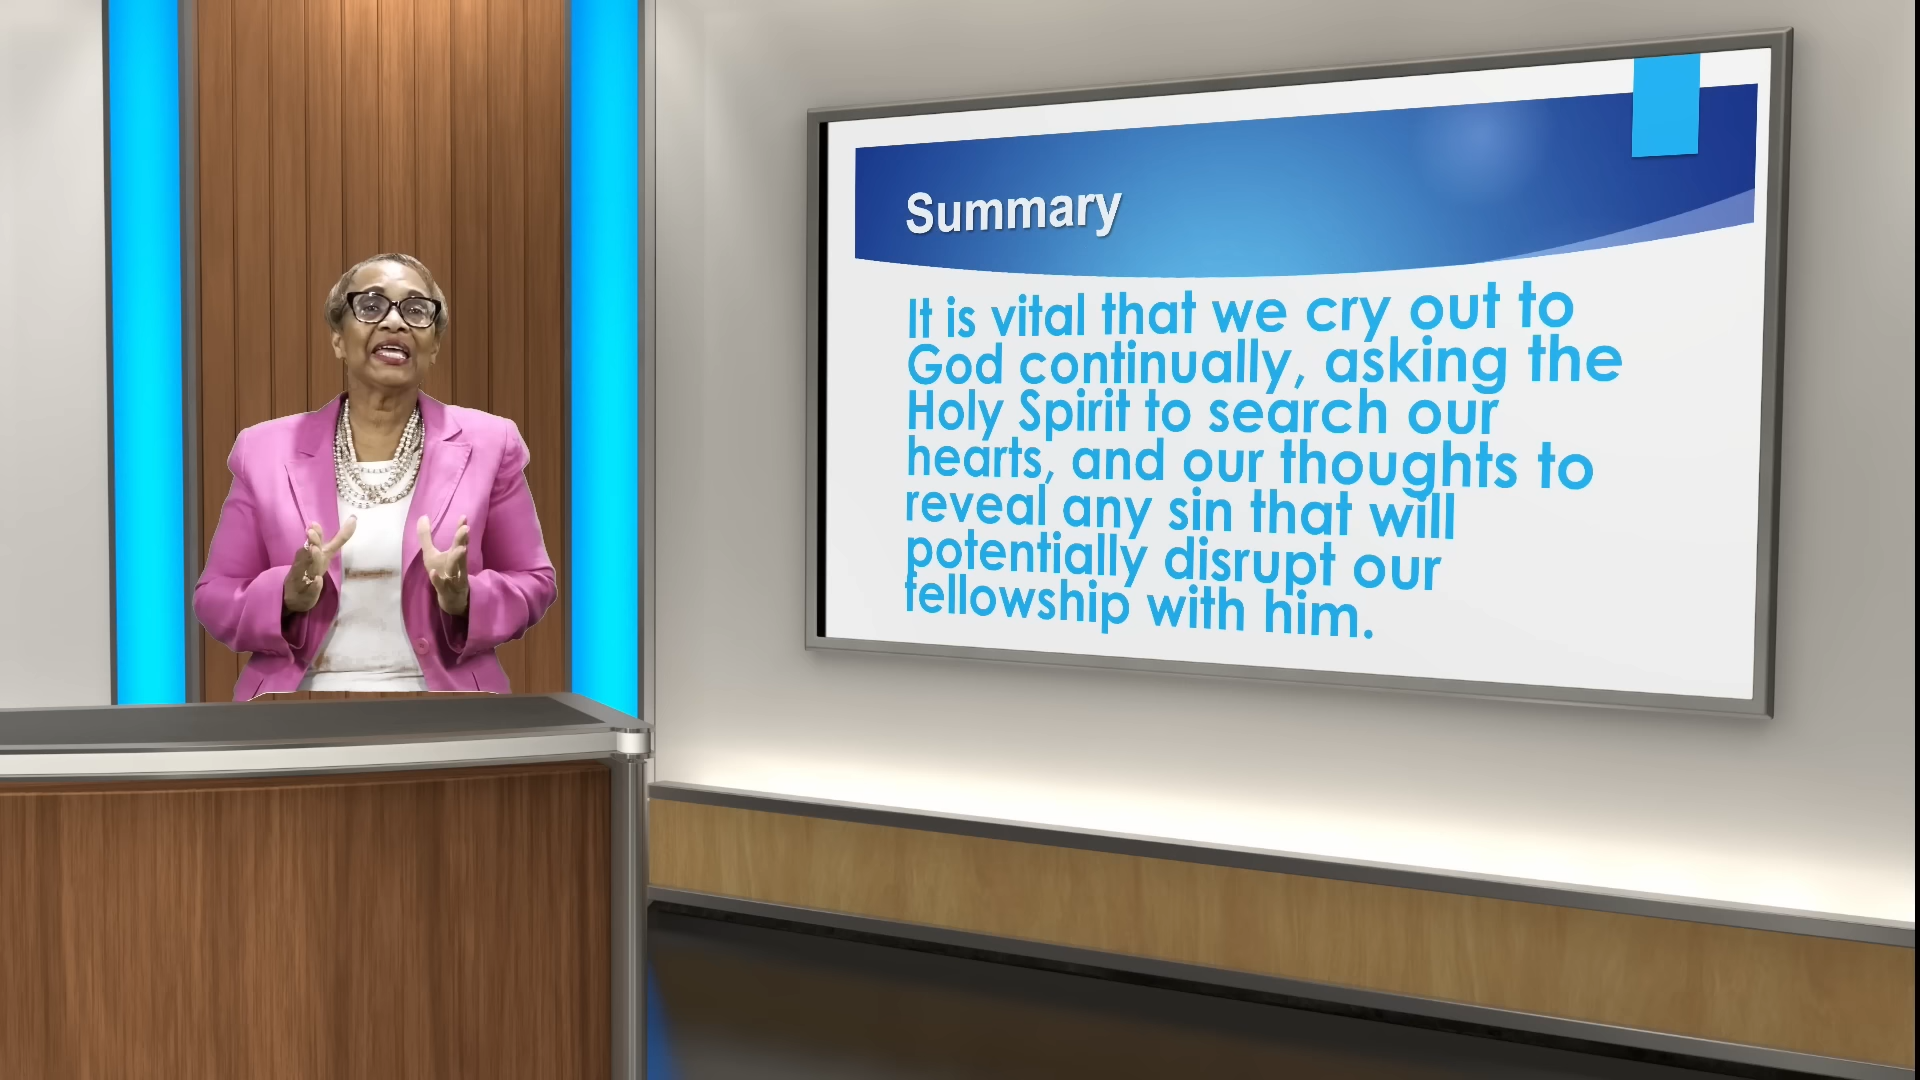 Summary
It is vital that we cry out to
God continually, asking the
Holy Spirit to search our
hearts, and our thoughts to
reveal any sin that will
potentially disrupt our
fellowship with him.